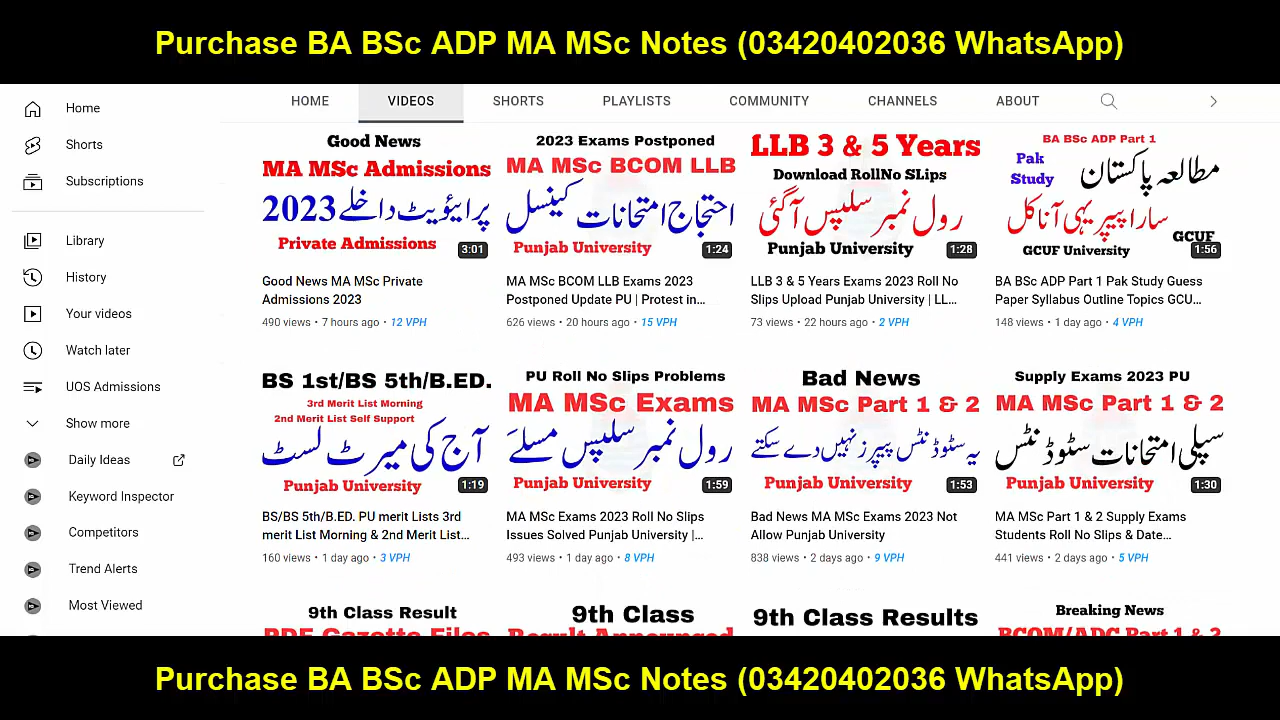 Purchase BA BSc ADP MA MSc Notes (03420402036 WhatsApp)
HOME VIDEOS SHORTS PLAYLISTS COMMUNITY CHANNELS ABOUT
Home
Shorts
Subscriptions
Library
History
Your videos
Watch later
UOS Admissions
Show more
Daily Ideas
Keyword Inspector
Competitors
Trend Alerts
Most Viewed
Good News
MA MSc Admissions
پرائیویٹ داخلے 2023
Private Admissions
3:01
Good News MA MSc Private
Admissions 2023
490 views • 7 hours ago • 12 VPH
2023 Exams Postponed
MA MSc BCOM LLB
احتجاج امتحانات کینسل
Punjab University
1:24
MA MSc BCOM LLB Exams 2023
Postponed Update PU | Protest in...
626 views • 20 hours ago • 15 VPH
LLB 3 & 5 Years
Download RollNo SLips
رول نمبر سلپس آگئی
Punjab University
1:28
LLB 3 & 5 Years Exams 2023 Roll No
Slips Upload Punjab University | LL...
73 views • 22 hours ago • 2 VPH
BA BSc ADP Part 1
Pak
Study
مطالعہ پاکستان
سارا پیپر یہی آنا کل
GCUF
GCUF University
1:56
BA BSc ADP Part 1 Pak Study Guess
Paper Syllabus Outline Topics GCU...
148 views • 1 day ago • 4 VPH
BS 1st/BS 5th/B.ED.
3rd Merit List Morning
2nd Merit List Self Support
آج کی میرٹ لسٹ
Punjab University
1:19
BS/BS 5th/B.ED. PU merit Lists 3rd
merit List Morning & 2nd Merit List...
160 views • 1 day ago • 3 VPH
PU Roll No Slips Problems
MA MSc Exams
رول نمبر سلپس مسلے
Punjab University
1:59
MA MSc Exams 2023 Roll No Slips
Issues Solved Punjab University |...
493 views • 1 day ago • 8 VPH
Bad News
MA MSc Part 1 & 2
یہ سٹوڈنٹس پیپرز نہیں دے سکتے
Punjab University
1:53
Bad News MA MSc Exams 2023 Not
Allow Punjab University
838 views • 2 days ago • 9 VPH
Supply Exams 2023 PU
MA MSc Part 1 & 2
سپلی امتحانات سٹوڈنٹس
Punjab University
1:30
MA MSc Part 1 & 2 Supply Exams
Students Roll No Slips & Date...
441 views • 2 days ago • 5 VPH
9th Class Result
PDF Gazette Files
9th Class
Result Announced
9th Class Results
Breaking News
BCOM/ADC Part 1 & 2
Purchase BA BSc ADP MA MSc Notes (03420402036 WhatsApp)